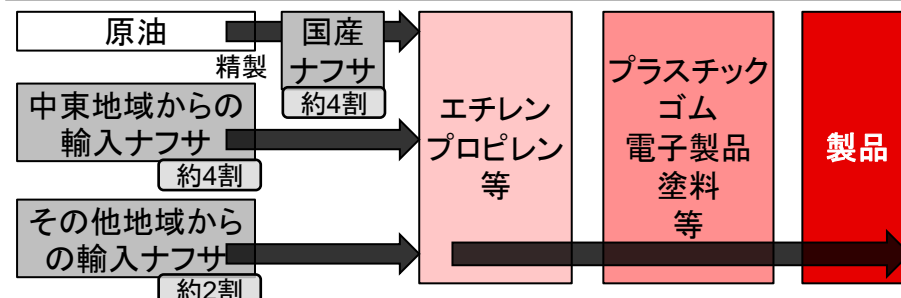 原油
精製
国産
ナフサ
約4割
中東地域からの
輸入ナフサ
約4割
その他地域から
の輸入ナフサ
約2割
エチレン
プロピレン
等
プラスチック
ゴム
電子製品
塗料
等
製品